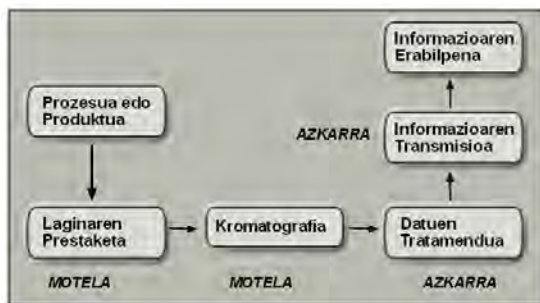 Prozesua edo
Produktua
Laginaren
Prestaketa
MOTELA
Kromatografia
MOTELA
Datuen
Tratamendua
AZKARRA
Informazioaren
Transmisioa
AZKARRA
Informazioaren
Erabilpena